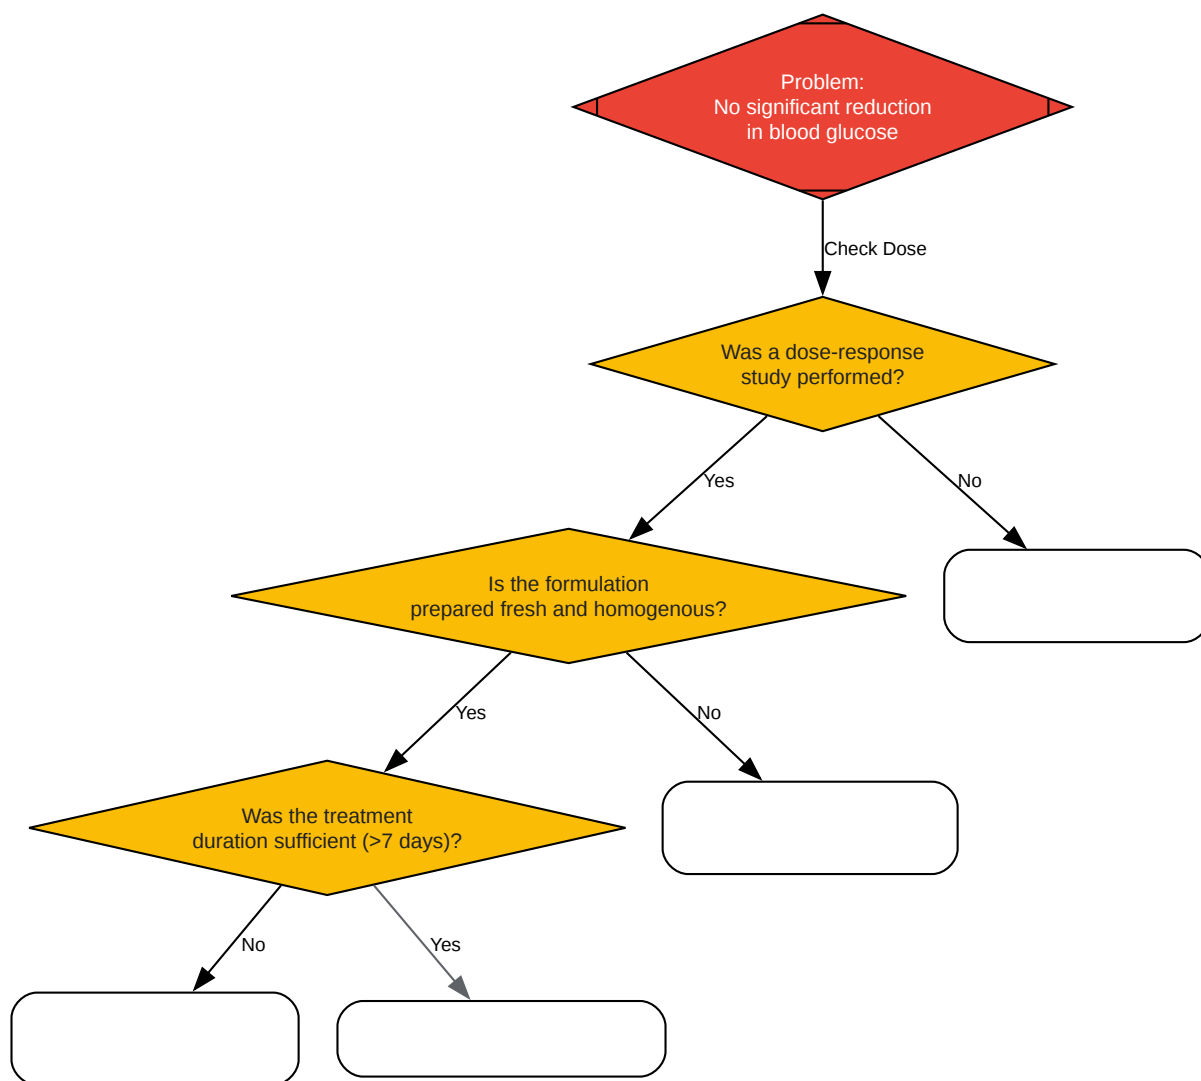 Problem:
No significant reduction
in blood glucose
Check Dose
Was a dose-response
study performed?
Yes
No
Is the formulation
prepared fresh and homogenous?
Yes
No
Was the treatment
duration sufficient (>7 days)?
No
Yes